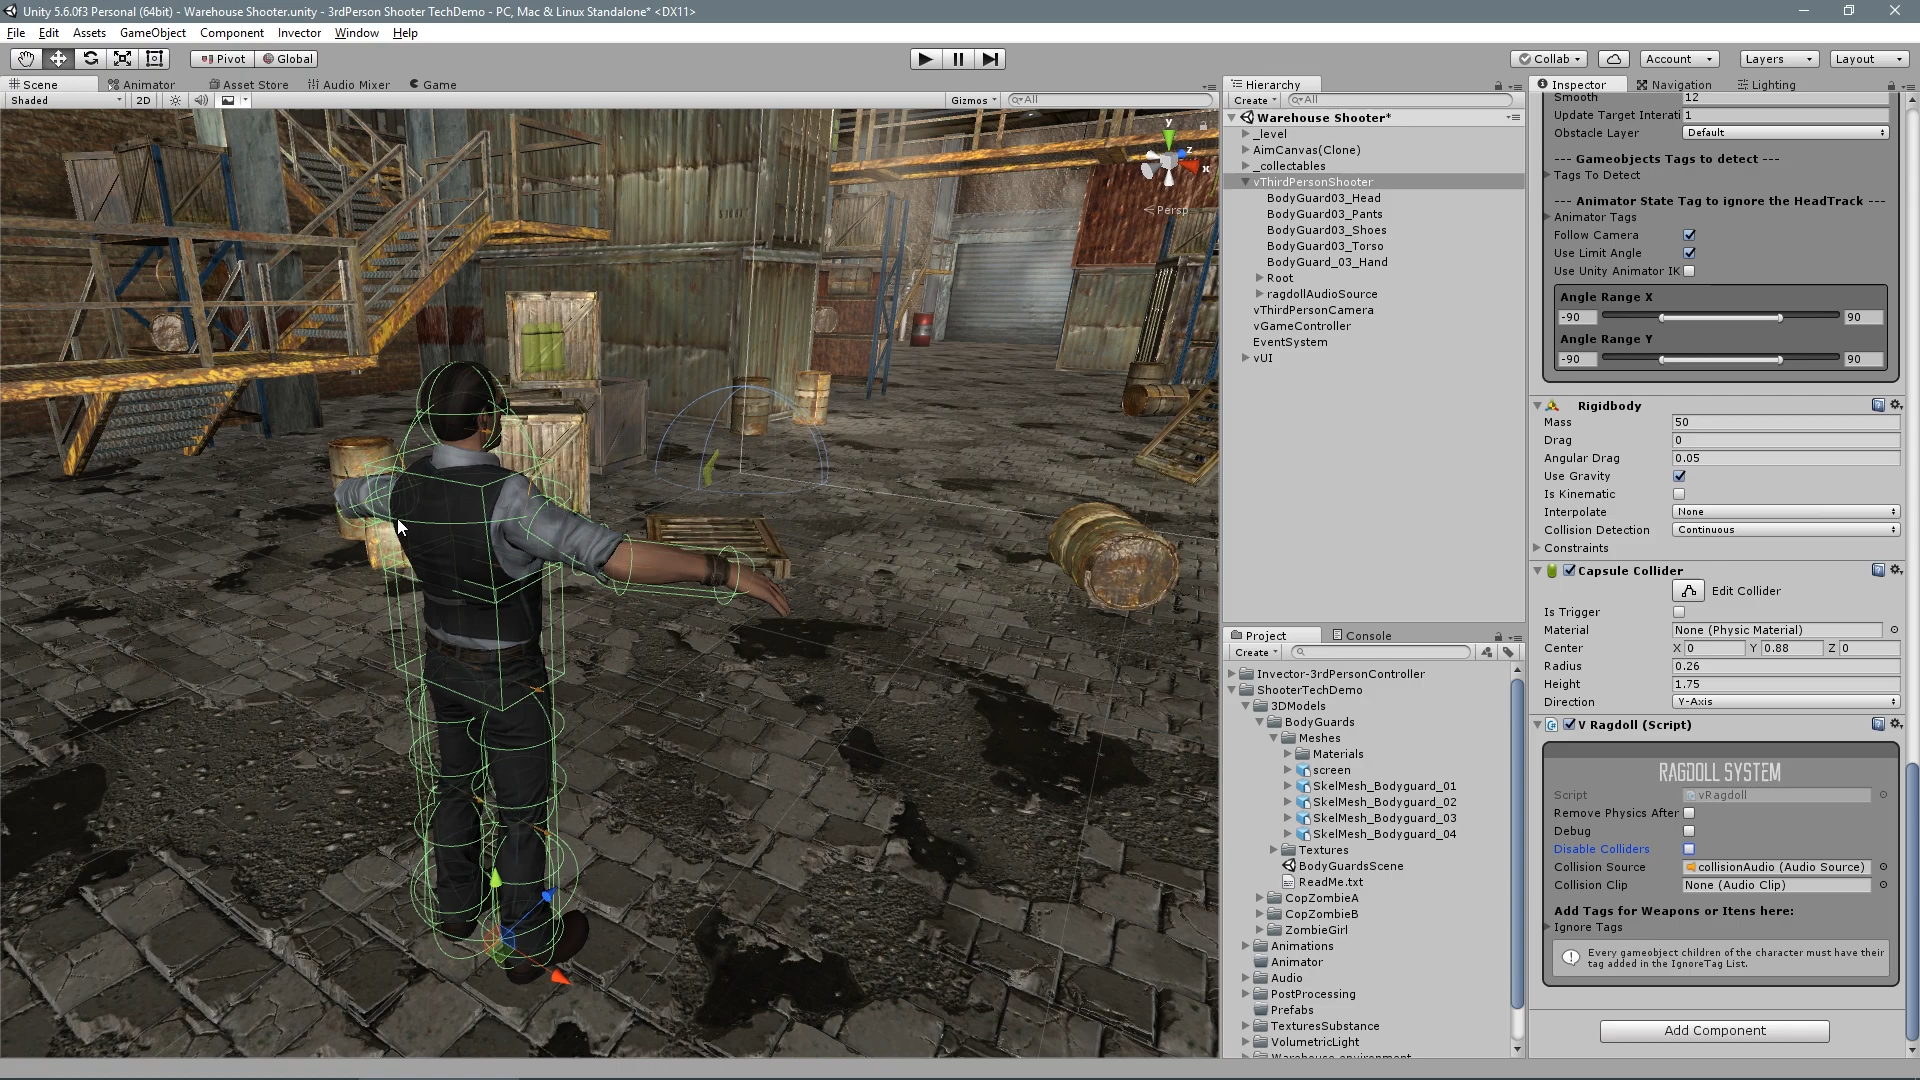 Unity 5.6.0f3 Personal (64bit) - Warehouse Shooter.unity - 3rdPerson Shooter TechDemo - PC, Mac & Linux Standalone* <DX11>
File Edit Assets GameObject Component Invector Window Help
Pivot Global Collab Account Layers Layout
Scene Animator Asset Store Audio Mixer Game
Shaded 2D Gizmos All
y
z
x
Persp
Hierarchy
Create All
Warehouse Shooter*
_level
AimCanvas(Clone)
_collectables
vThirdPersonShooter
BodyGuard03_Head
BodyGuard03_Pants
BodyGuard03_Shoes
BodyGuard03_Torso
BodyGuard_03_Hand
Root
ragdollAudioSource
vThirdPersonCamera
vGameController
EventSystem
vUI
Project Console
Create
Invector-3rdPersonController
ShooterTechDemo
3DModels
BodyGuards
Meshes
Materials
screen
SkelMesh_Bodyguard_01
SkelMesh_Bodyguard_02
SkelMesh_Bodyguard_03
SkelMesh_Bodyguard_04
Textures
BodyGuardsScene
ReadMe.txt
CopZombieA
CopZombieB
ZombieGirl
Animations
Animator
Audio
PostProcessing
Prefabs
TexturesSubstance
VolumetricLight
Warehouse environment
Inspector Navigation Lighting
Smooth 12
Update Target Interati 1
Obstacle Layer Default
--- Gameobjects Tags to detect ---
Tags To Detect
--- Animator State Tag to ignore the HeadTrack ---
Animator Tags
Follow Camera
Use Limit Angle
Use Unity Animator IK
Angle Range X
-90 90
Angle Range Y
-90 90
Rigidbody
Mass 50
Drag 0
Angular Drag 0.05
Use Gravity
Is Kinematic
Interpolate None
Collision Detection Continuous
Constraints
Capsule Collider
Edit Collider
Is Trigger
Material None (Physic Material)
Center X 0 Y 0.88 Z 0
Radius 0.26
Height 1.75
Direction Y-Axis
V Ragdoll (Script)
RAGDOLL SYSTEM
Script vRagdoll
Remove Physics After
Debug
Disable Colliders
Collision Source collisionAudio (Audio Source)
Collision Clip None (Audio Clip)
Add Tags for Weapons or Itens here:
Ignore Tags
Every gameobject children of the character must have their
tag added in the IgnoreTag List.
Add Component